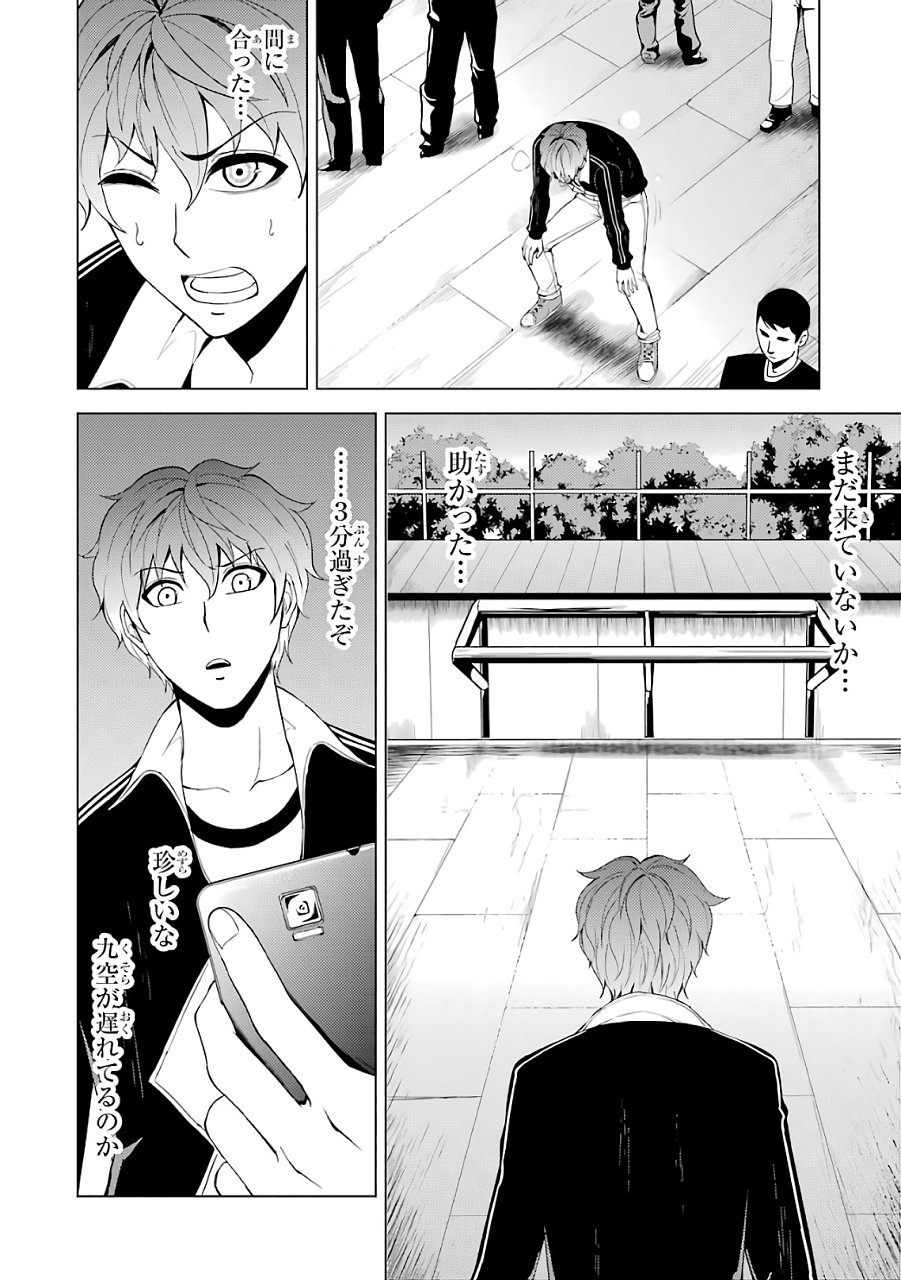 間に
合った…
まだ来ていないか…
助かった…
……3分過ぎたぞ
珍しいな
九空が遅れてるのか